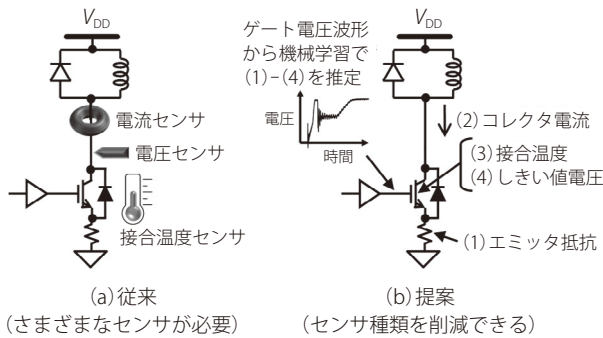 VDD
電流センサ
電圧センサ
接合温度センサ
(a)従来
(さまざまなセンサが必要)
ゲート電圧波形
から機械学習で
(1)-(4)を推定
電圧
時間
VDD
(2)コレクタ電流
(3)接合温度
(4)しきい値電圧
(1)エミッタ抵抗
(b)提案
(センサ種類を削減できる)